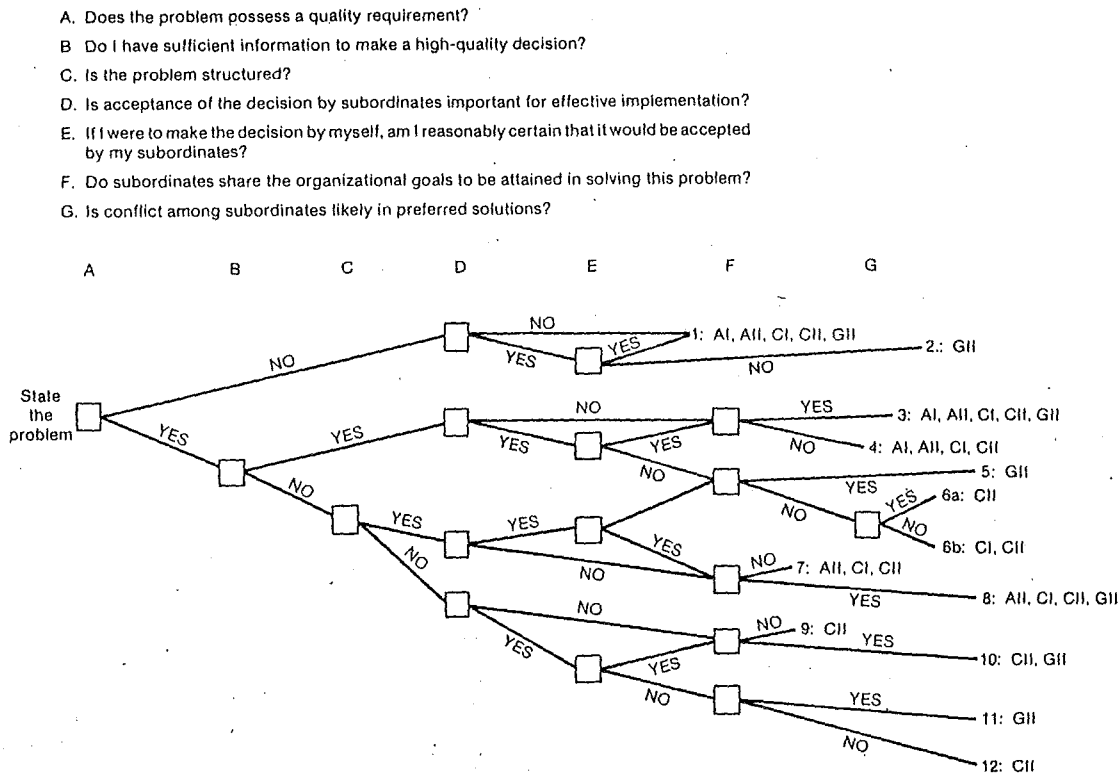 A. Does the problem possess a quality requirement?
B Do I have sufficient information to make a high-quality decision?
C. Is the problem structured?
D. Is acceptance of the decision by subordinates important for effective implementation?
E. If I were to make the decision by myself, am I reasonably certain that it would be accepted
by my subordinates?
F. Do subordinates share the organizational goals to be attained in solving this problem?
G. Is conflict among subordinates likely in preferred solutions?
A B C D E F G
NO
1: AI, AII, CI, CII, GII
YES
YES
2.: GII
NO
NO
State
the
problem
YES
NO
YES
3: AI, AII, CI, CII, GII
YES
YES
YES
NO
4: AI, AII, CI, CII
NO
5: GII
YES
NO
YES
6a: CII
NO
NO
6b: CI, CII
YES
YES
YES
NO
NO
7: AII, CI, CII
NO
YES
8: AII, CI, CII, GII
NO
NO
9: CII
YES
YES
YES
10: CII, GII
NO
YES
11: GII
NO
12: CII